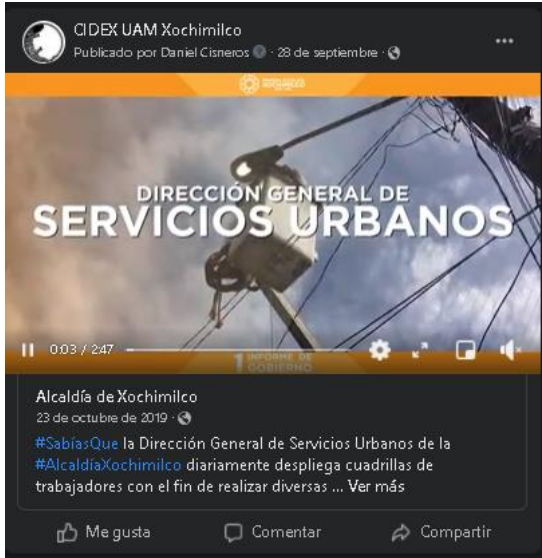 CIDEX UAM Xochimilco
Publicado por Daniel Cisneros · 28 de septiembre ·
XOCHIMILCO
DIRECCIÓN GENERAL DE
SERVICIOS URBANOS
0:03 / 2:47
1 INFORME DE
GOBIERNO
Alcaldía de Xochimilco
23 de octubre de 2019 ·
#SabíasQue la Dirección General de Servicios Urbanos de la
#AlcaldíaXochimilco diariamente despliega cuadrillas de
trabajadores con el fin de realizar diversas ... Ver más
Me gusta
Comentar
Compartir